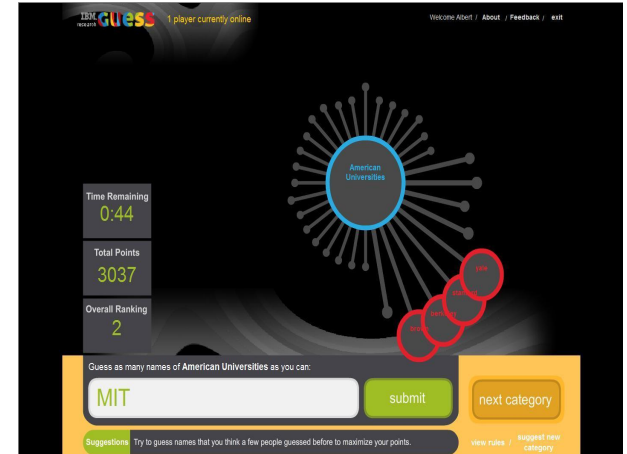 IBM research GUESS 1 player currently online
Welcome Albert / About / Feedback / exit
American
Universities
Time Remaining
0:44
Total Points
3037
Overall Ranking
2
yale
Guess as many names of American Universities as you can:
MIT
submit
next category
Suggestions Try to guess names that you think a few people guessed before to maximize your points.
view rules / suggest new
category